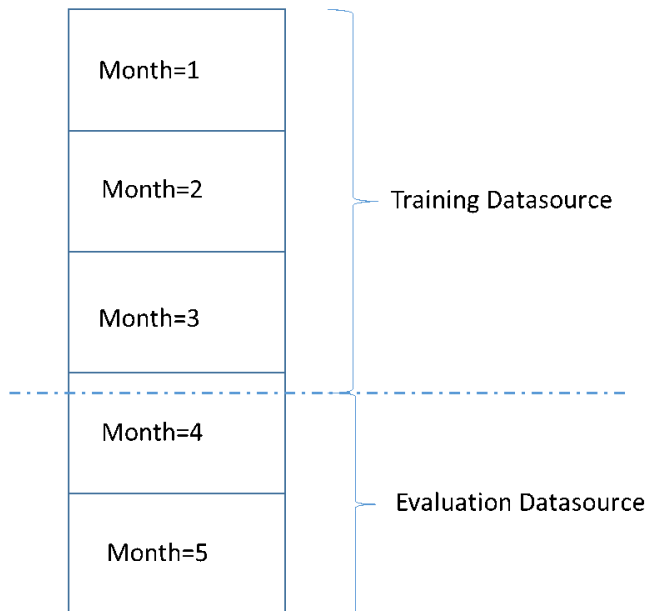 Month=1
Month=2
Training Datasource
Month=3
Month=4
Evaluation Datasource
Month=5